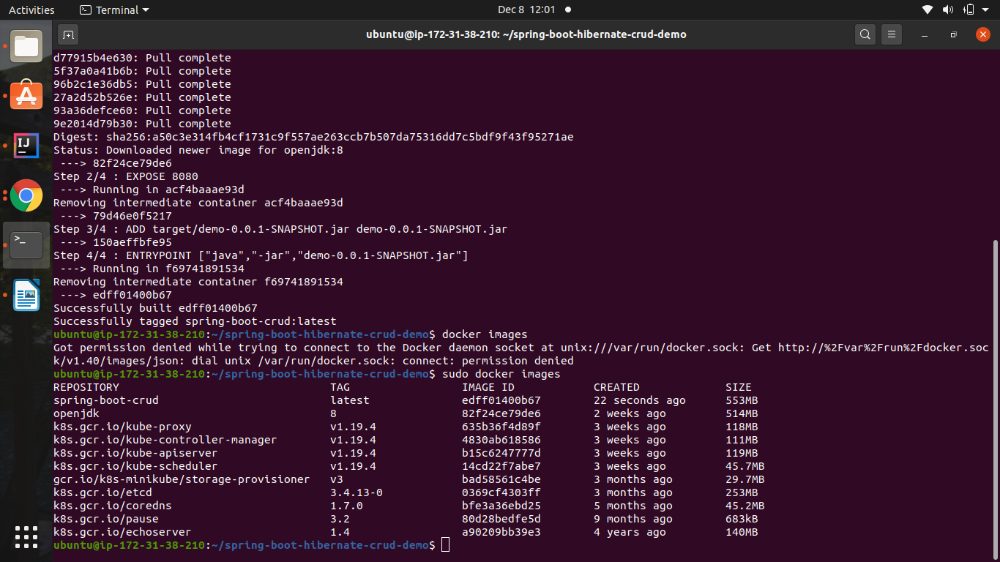 Activities
Terminal
Dec 8 12:01
ubuntu@ip-172-31-38-210: ~/spring-boot-hibernate-crud-demo
d77915b4e630: Pull complete
5f37a0a41b6b: Pull complete
96b2c1e36db5: Pull complete
27a2d52b526e: Pull complete
93a36defce60: Pull complete
9e2014d79b30: Pull complete
Digest: sha256:a50c3e314fb4cf1731c9f557ae263ccb7b507da75316dd7c5bdf9f43f95271ae
Status: Downloaded newer image for openjdk:8
 ---> 82f24ce79de6
Step 2/4 : EXPOSE 8080
 ---> Running in acf4baaae93d
Removing intermediate container acf4baaae93d
 ---> 79d46e0f5217
Step 3/4 : ADD target/demo-0.0.1-SNAPSHOT.jar demo-0.0.1-SNAPSHOT.jar
 ---> 150aeffbfe95
Step 4/4 : ENTRYPOINT ["java","-jar","demo-0.0.1-SNAPSHOT.jar"]
 ---> Running in f69741891534
Removing intermediate container f69741891534
 ---> edff01400b67
Successfully built edff01400b67
Successfully tagged spring-boot-crud:latest
ubuntu@ip-172-31-38-210:~/spring-boot-hibernate-crud-demo$ docker images
Got permission denied while trying to connect to the Docker daemon socket at unix:///var/run/docker.sock: Get http://%2Fvar%2Frun%2Fdocker.soc
k/v1.40/images/json: dial unix /var/run/docker.sock: connect: permission denied
ubuntu@ip-172-31-38-210:~/spring-boot-hibernate-crud-demo$ sudo docker images
REPOSITORY TAG IMAGE ID CREATED SIZE
spring-boot-crud latest edff01400b67 22 seconds ago 553MB
openjdk 8 82f24ce79de6 2 weeks ago 514MB
k8s.gcr.io/kube-proxy v1.19.4 635b36f4d89f 3 weeks ago 118MB
k8s.gcr.io/kube-controller-manager v1.19.4 4830ab618586 3 weeks ago 111MB
k8s.gcr.io/kube-apiserver v1.19.4 b15c6247777d 3 weeks ago 119MB
k8s.gcr.io/kube-scheduler v1.19.4 14cd22f7abe7 3 weeks ago 45.7MB
gcr.io/k8s-minikube/storage-provisioner v3 bad58561c4be 3 months ago 29.7MB
k8s.gcr.io/etcd 3.4.13-0 0369cf4303ff 3 months ago 253MB
k8s.gcr.io/coredns 1.7.0 bfe3a36ebd25 5 months ago 45.2MB
k8s.gcr.io/pause 3.2 80d28bedfe5d 9 months ago 683kB
k8s.gcr.io/echoserver 1.4 a90209bb39e3 4 years ago 140MB
ubuntu@ip-172-31-38-210:~/spring-boot-hibernate-crud-demo$